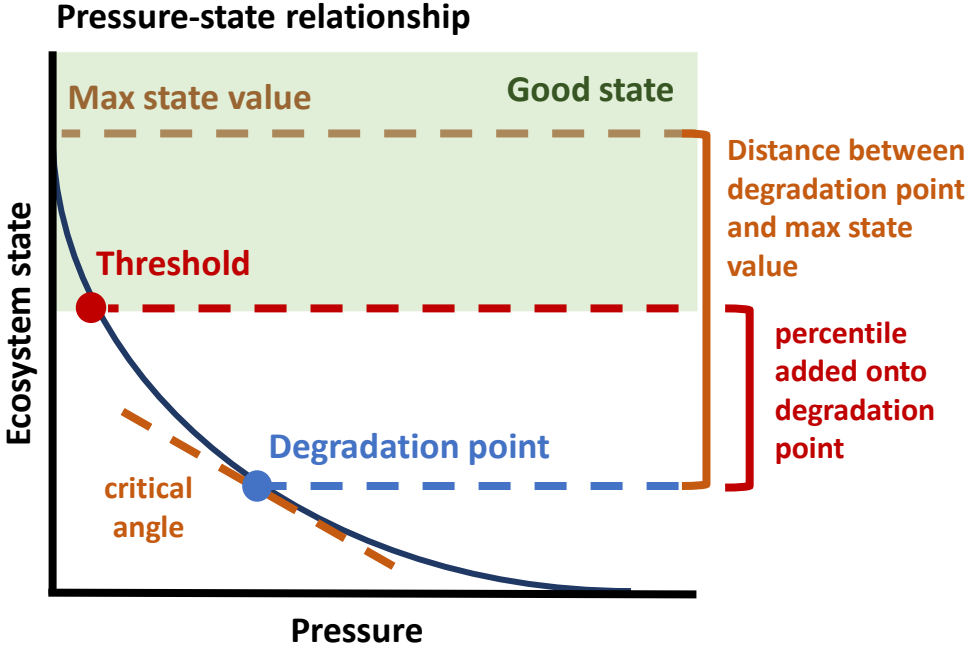 Pressure-state relationship
Max state value
Good state
Distance between
degradation point
and max state
value
Threshold
percentile
added onto
degradation
point
Degradation point
critical
angle
Ecosystem state
Pressure